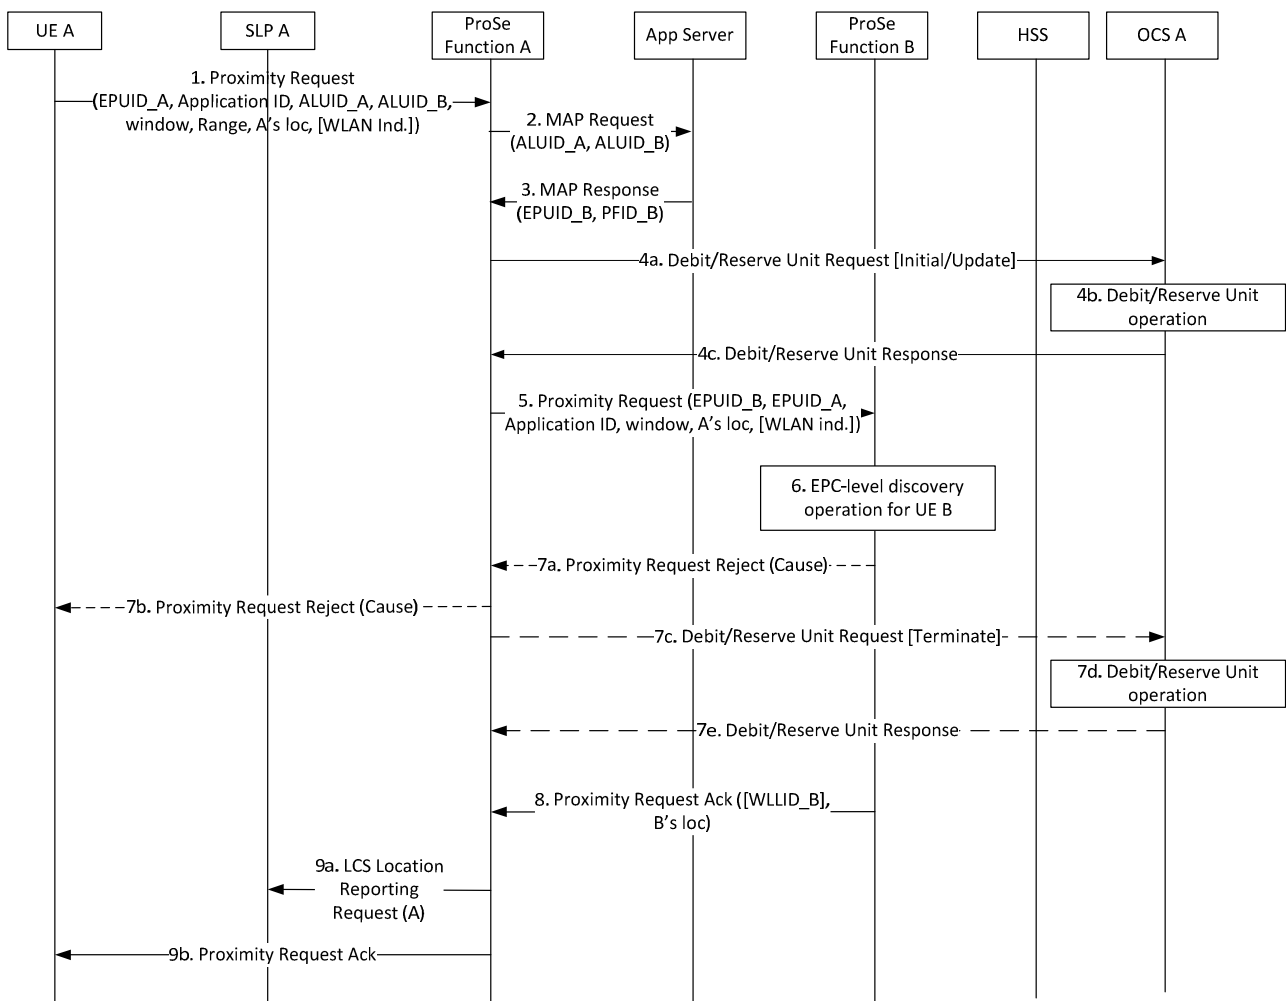 UE A
SLP A
ProSe
Function A
App Server
ProSe
Function B
HSS
OCS A
1. Proximity Request
(EPUID_A, Application ID, ALUID_A, ALUID_B,
window, Range, A's loc, [WLAN Ind.])
2. MAP Request
(ALUID_A, ALUID_B)
3. MAP Response
(EPUID_B, PFID_B)
4a. Debit/Reserve Unit Request [Initial/Update]
4b. Debit/Reserve Unit
operation
4c. Debit/Reserve Unit Response
5. Proximity Request (EPUID_B, EPUID_A,
Application ID, window, A's loc, [WLAN ind.])
6. EPC-level discovery
operation for UE B
7a. Proximity Request Reject (Cause)
7b. Proximity Request Reject (Cause)
7c. Debit/Reserve Unit Request [Terminate]
7d. Debit/Reserve Unit
operation
7e. Debit/Reserve Unit Response
8. Proximity Request Ack ([WLLID_B],
B's loc)
9a. LCS Location
Reporting
Request (A)
9b. Proximity Request Ack